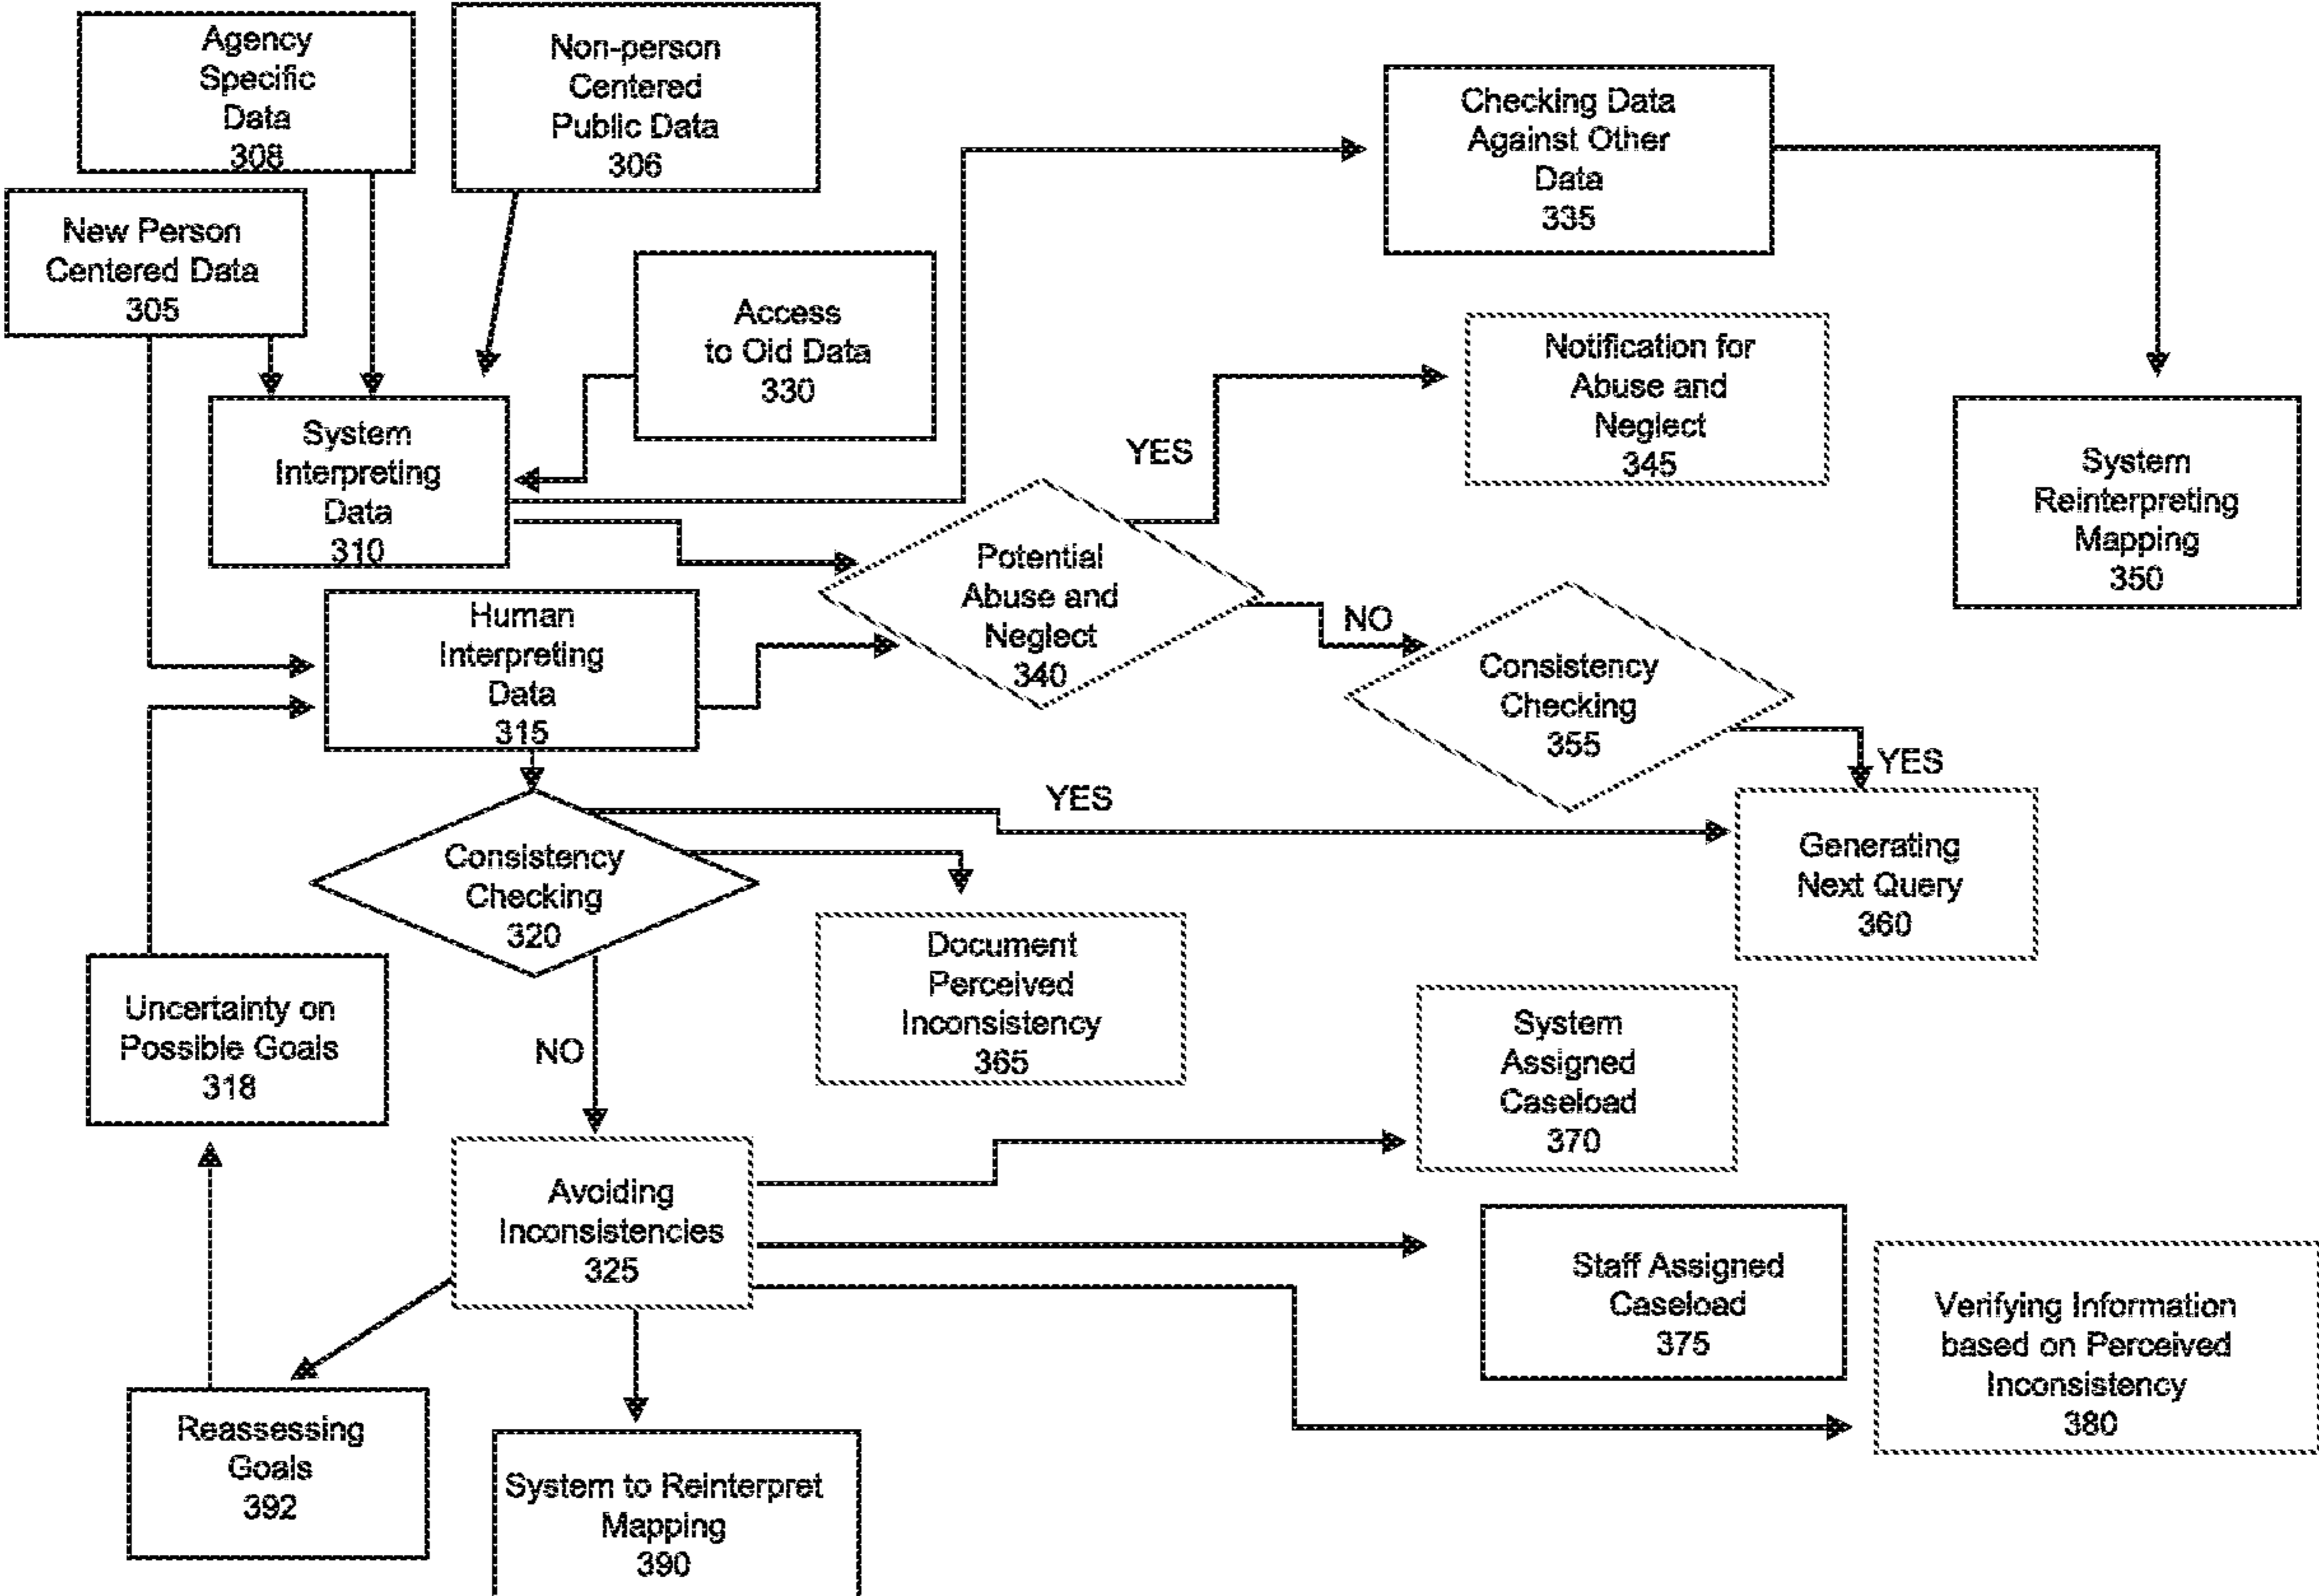 Agency
Specific
Data
308
Non-person
Centered
Public Data
306
Checking Data
Against Other
Data
335
New Person
Centered Data
305
Access
to Old Data
330
Notification for
Abuse and
Neglect
345
System
Interpreting
Data
310
YES
System
Reinterpreting
Mapping
350
Potential
Abuse and
Neglect
340
NO
Human
Interpreting
Data
315
Consistency
Checking
355
YES
YES
Consistency
Checking
320
Generating
Next Query
360
Document
Perceived
Inconsistency
365
Uncertainty on
Possible Goals
318
NO
System
Assigned
Caseload
370
Avoiding
Inconsistencies
325
Staff Assigned
Caseload
375
Verifying Information
based on Perceived
Inconsistency
380
Reassessing
Goals
392
System to Reinterpret
Mapping
390